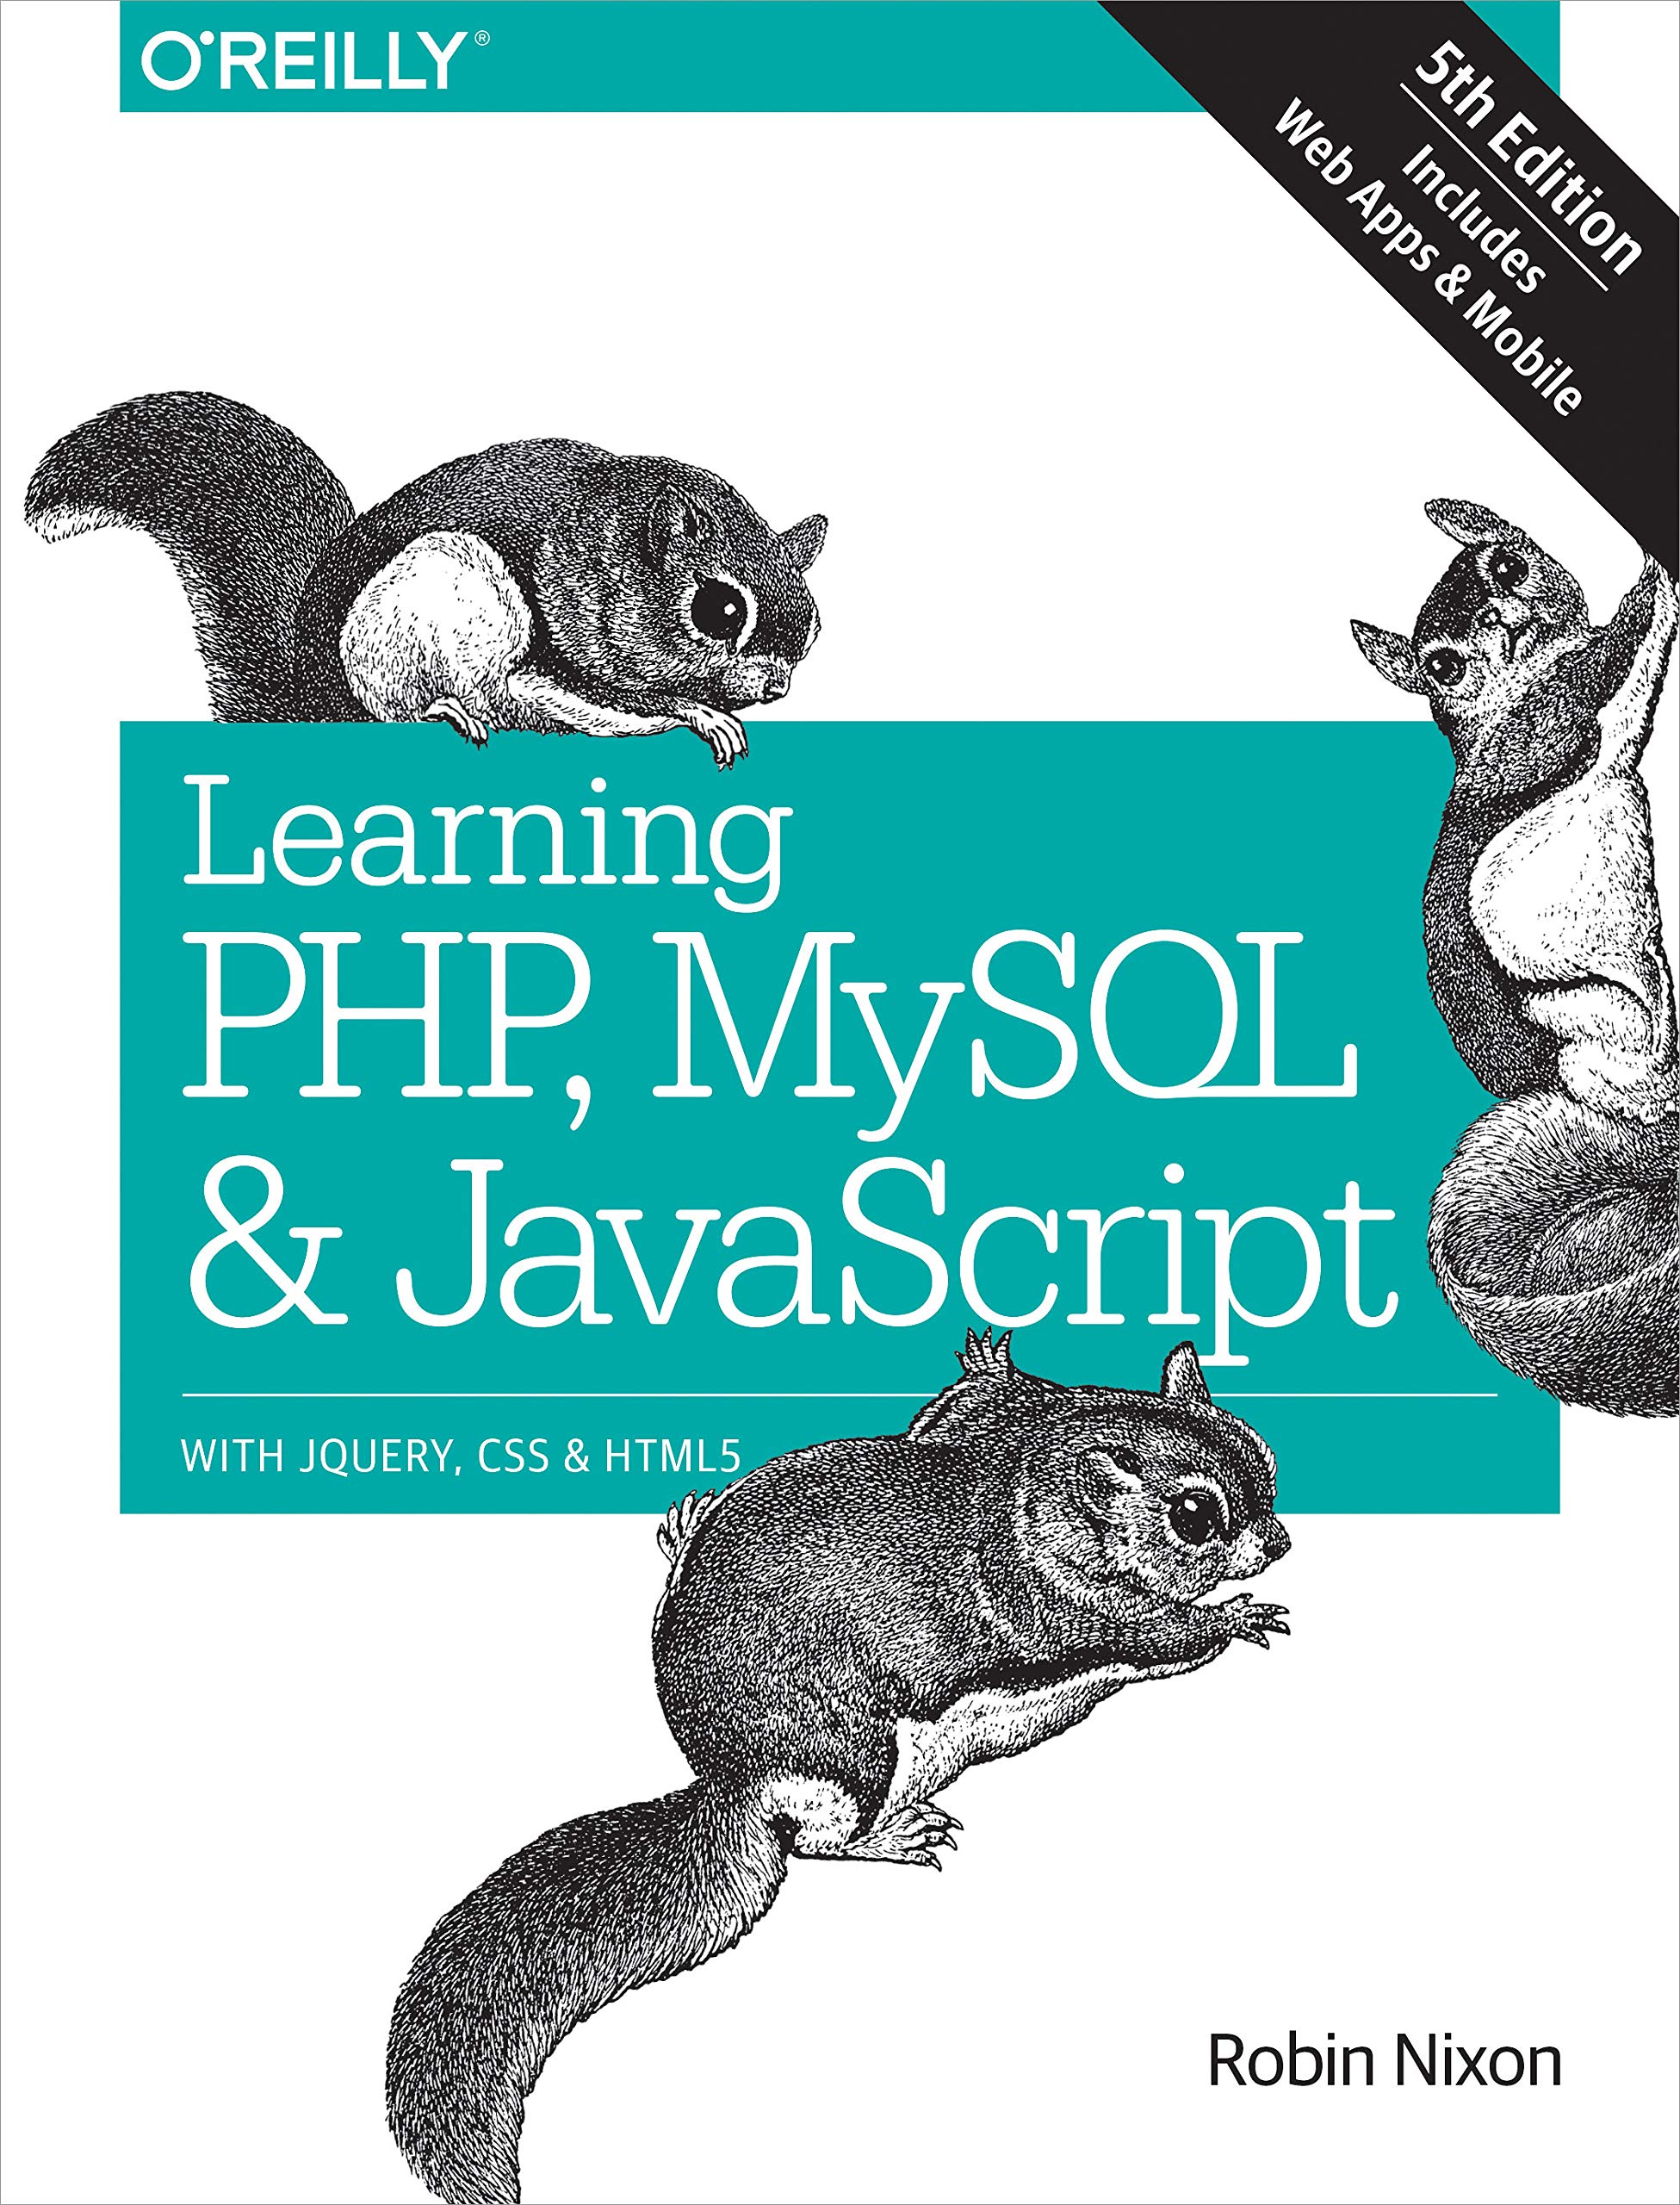 O'REILLY®
5th Edition
Includes
Web Apps & Mobile
Learning
PHP, MySQL
& JavaScript
WITH JQUERY, CSS & HTML5
Robin Nixon